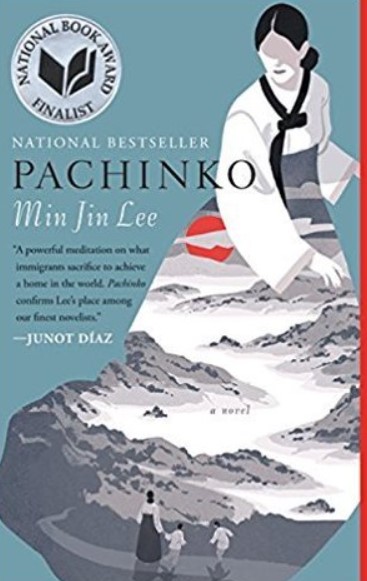 NATIONAL BOOK AWARD
FINALIST
NATIONAL BESTSELLER
PACHINKO
Min Jin Lee
"A powerful meditation on what
immigrants sacrifice to achieve
a home in the world. Pachinko
confirms Lee's place among
our finest novelists."
—JUNOT DÍAZ
a novel